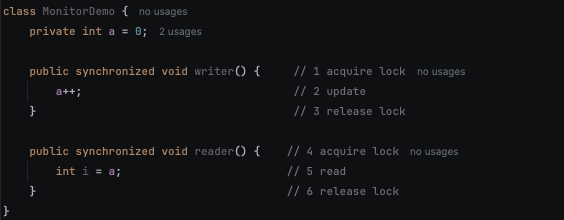 class MonitorDemo {  no usages
    private int a = 0;  2 usages
    public synchronized void writer() {     // 1 acquire lock  no usages
        a++;                                // 2 update
    }                                       // 3 release lock
    public synchronized void reader() {    // 4 acquire lock  no usages
        int i = a;                         // 5 read
    }                                      // 6 release lock
}